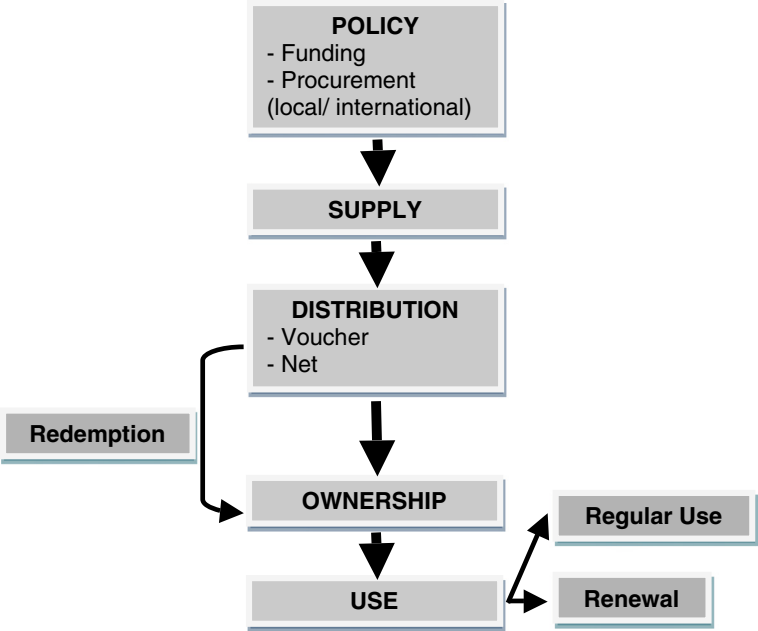 POLICY
- Funding
- Procurement
(local/ international)
SUPPLY
DISTRIBUTION
- Voucher
- Net
Redemption
OWNERSHIP
Regular Use
USE
Renewal